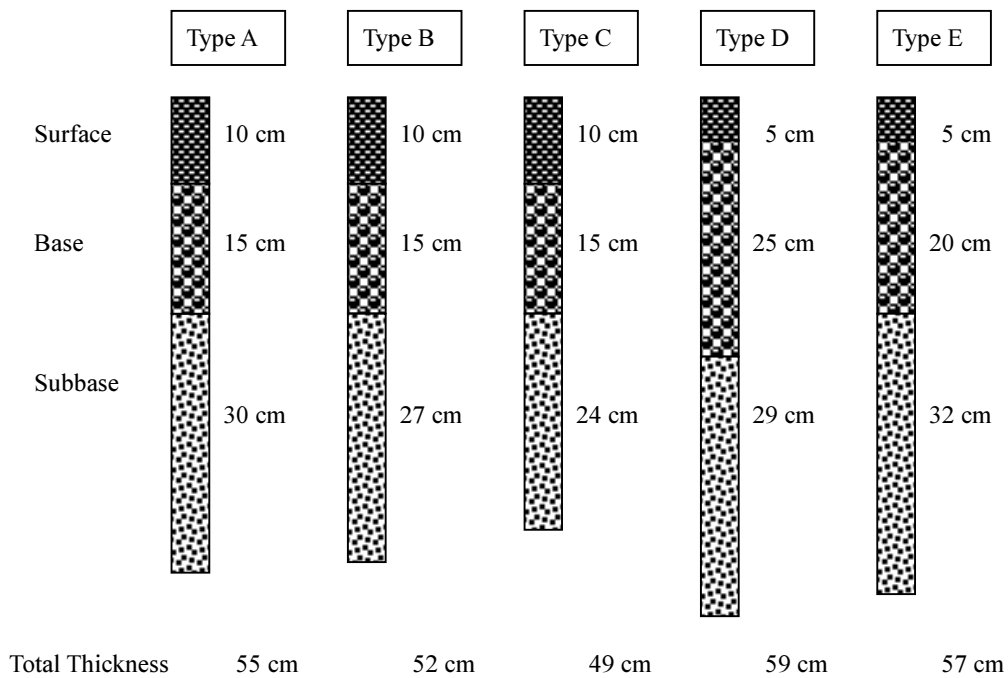 Type A Type B Type C Type D Type E
Surface 10 cm 10 cm 10 cm 5 cm 5 cm
Base 15 cm 15 cm 15 cm 25 cm 20 cm
Subbase
30 cm 27 cm 24 cm 29 cm 32 cm
Total Thickness 55 cm 52 cm 49 cm 59 cm 57 cm